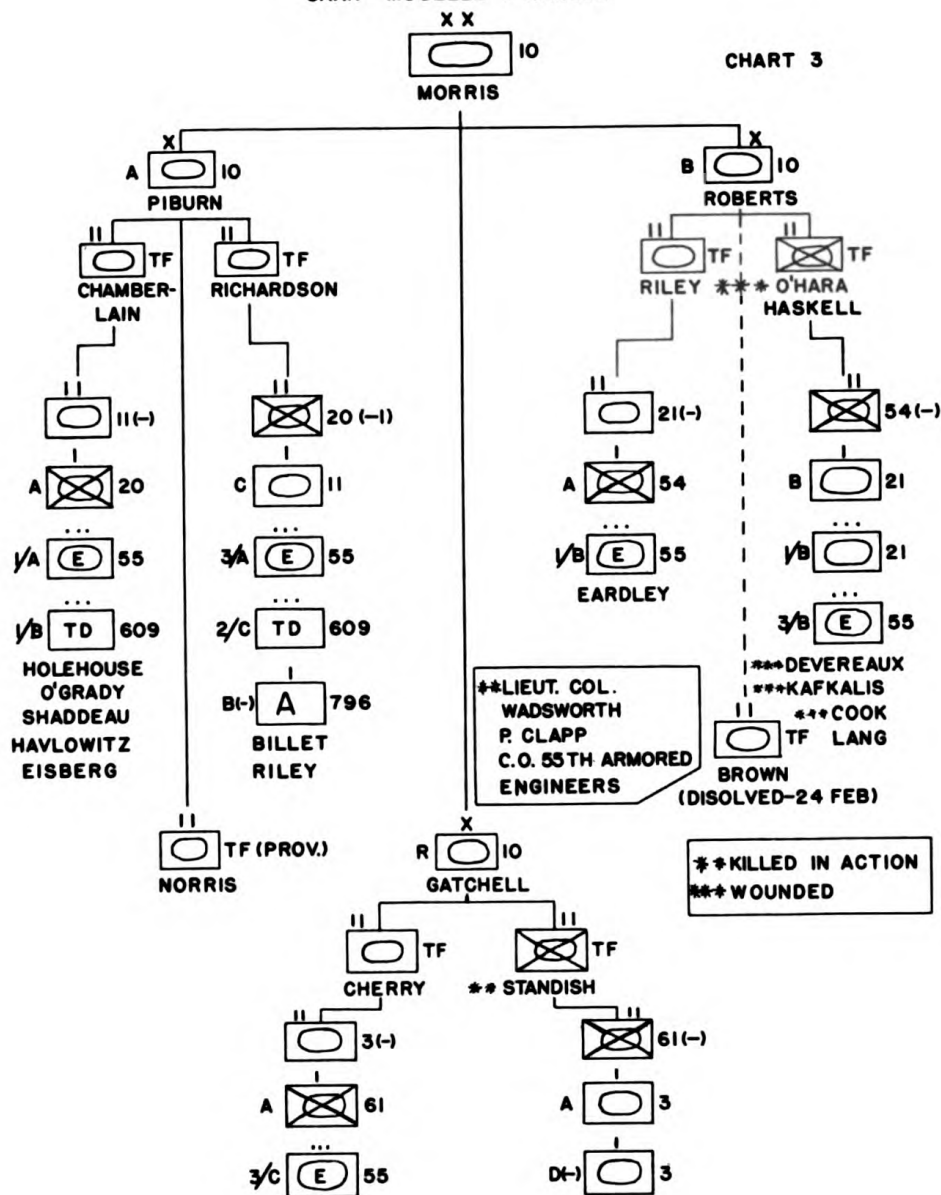 X X
10
CHART 3
MORRIS
X
A 10
PIBURN
X
B 10
ROBERTS
II TF
CHAMBER-
LAIN
II TF
RICHARDSON
II TF
RILEY
II TF
*** O'HARA
HASKELL
II
11(-)
I
A 20
...
1/A E 55
...
1/B TD 609
HOLEHOUSE
O'GRADY
SHADDEAU
HAVLOWITZ
EISBERG
II
20(-1)
I
C 11
...
3/A E 55
...
2/C TD 609
I
B(-) A 796
BILLET
RILEY
II
21(-)
I
A 54
...
1/B E 55
EARDLEY
II
54(-)
I
B 21
...
1/B 21
...
3/B E 55
***DEVEREAUX
***KAFKALIS
***COOK
LANG
**LIEUT. COL.
WADSWORTH
P. CLAPP
C.O. 55TH ARMORED
ENGINEERS
II
TF
BROWN
(DISOLVED-24 FEB)
II
TF (PROV.)
NORRIS
X
R 10
GATCHELL
**KILLED IN ACTION
***WOUNDED
II
TF
CHERRY
II
TF
** STANDISH
II
3(-)
I
A 61
...
3/C E 55
II
61(-)
I
A 3
I
D(-) 3